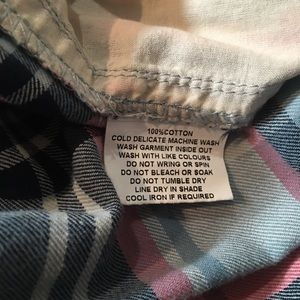 100%COTTON
COLD DELICATE MACHINE WASH
WASH GARMENT INSIDE OUT
WASH WITH LIKE COLOURS
DO NOT WRING OR SPIN
DO NOT BLEACH OR SOAK
DO NOT TUMBLE DRY
LINE DRY IN SHADE
COOL IRON IF REQUIRED